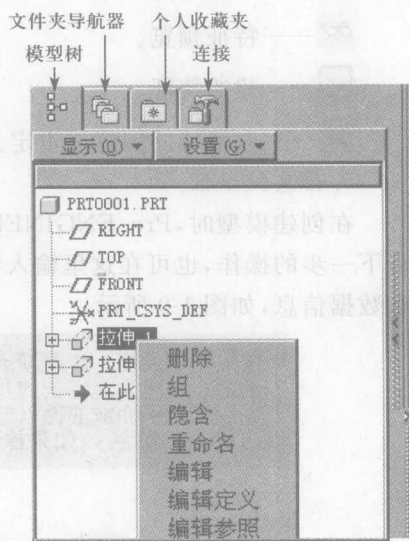 文件夹导航器 个人收藏夹
模型树 连接
显示(O) 设置(G)
PRT0001.PRT
RIGHT
TOP
FRONT
PRT_CSYS_DEF
拉伸 1
拉伸
在此
删除
组
隐含
重命名
编辑
编辑定义
编辑参照